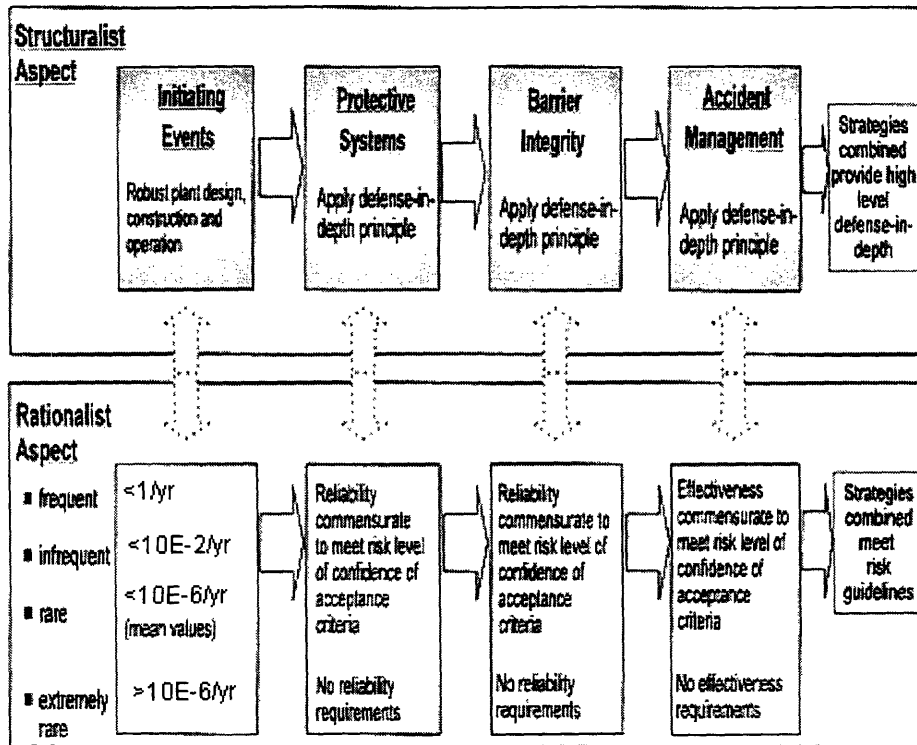 Structuralist
Aspect
Initiating
Events
Robust plant design,
construction and
operation
Protective
Systems
Apply defense-in-
depth principle
Barrier
Integrity
Apply defense-in-
depth principle
Accident
Management
Apply defense-in-
depth principle
Strategies
combined
provide high
level
defense-in-
depth
Rationalist
Aspect
■ frequent
■ infrequent
■ rare
■ extremely
rare
<1/yr
<10E-2/yr
<10E-6/yr
(mean values)
>10E-6/yr
Reliability
commensurate
to meet risk level
of confidence of
acceptance
criteria
No reliability
requirements
Reliability
commensurate to
meet risk level of
confidence of
acceptance
criteria
No reliability
requirements
Effectiveness
commensurate to
meet risk level of
confidence of
acceptance
criteria
No effectiveness
requirements
Strategies
combined
meet
risk
guidelines